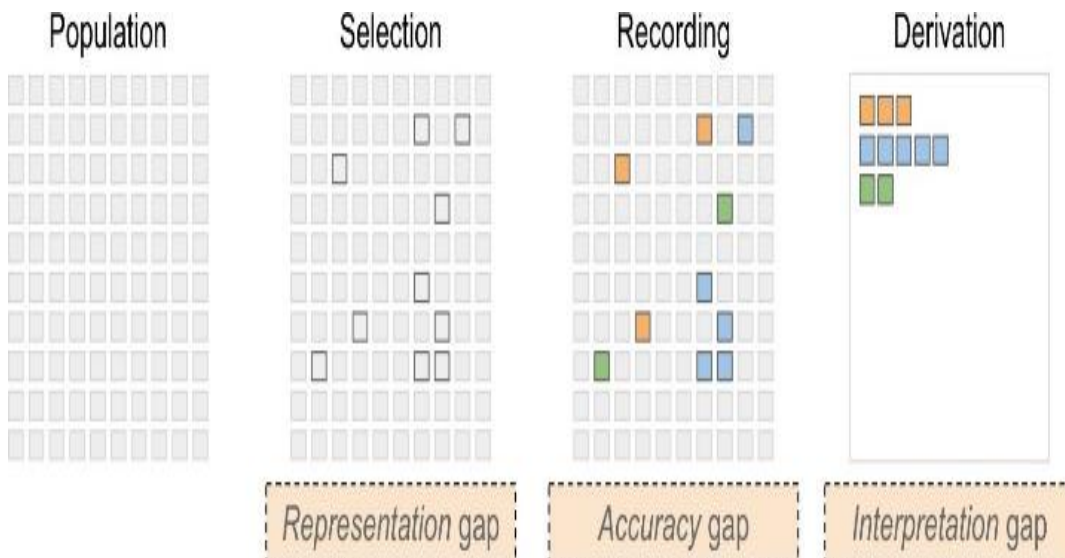 Population
Selection
Recording
Derivation
Representation gap
Accuracy gap
Interpretation gap